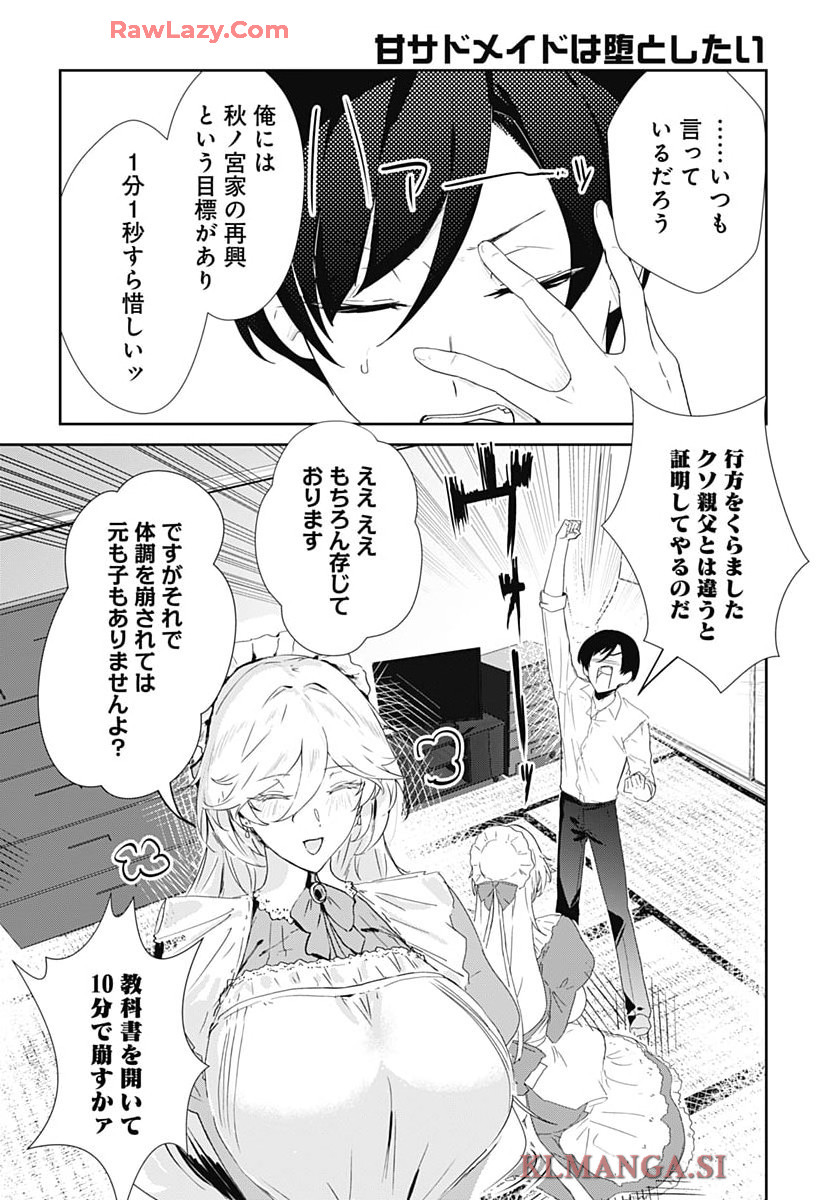 RawLazy.Com
甘サドメイドは堕としたい
……いつも
言って
いるだろう
ハァーッ
俺には
秋ノ宮家の再興
という目標があり
1分1秒すら惜しいッ
行方をくらました
クソ親父とは違うと
証明してやるのだ
ええ ええ
もちろん存じて
おります
ですがそれで
体調を崩されては
元も子もありませんよ?
教科書を開いて
10分で崩すかァ
KLMANGA.SI